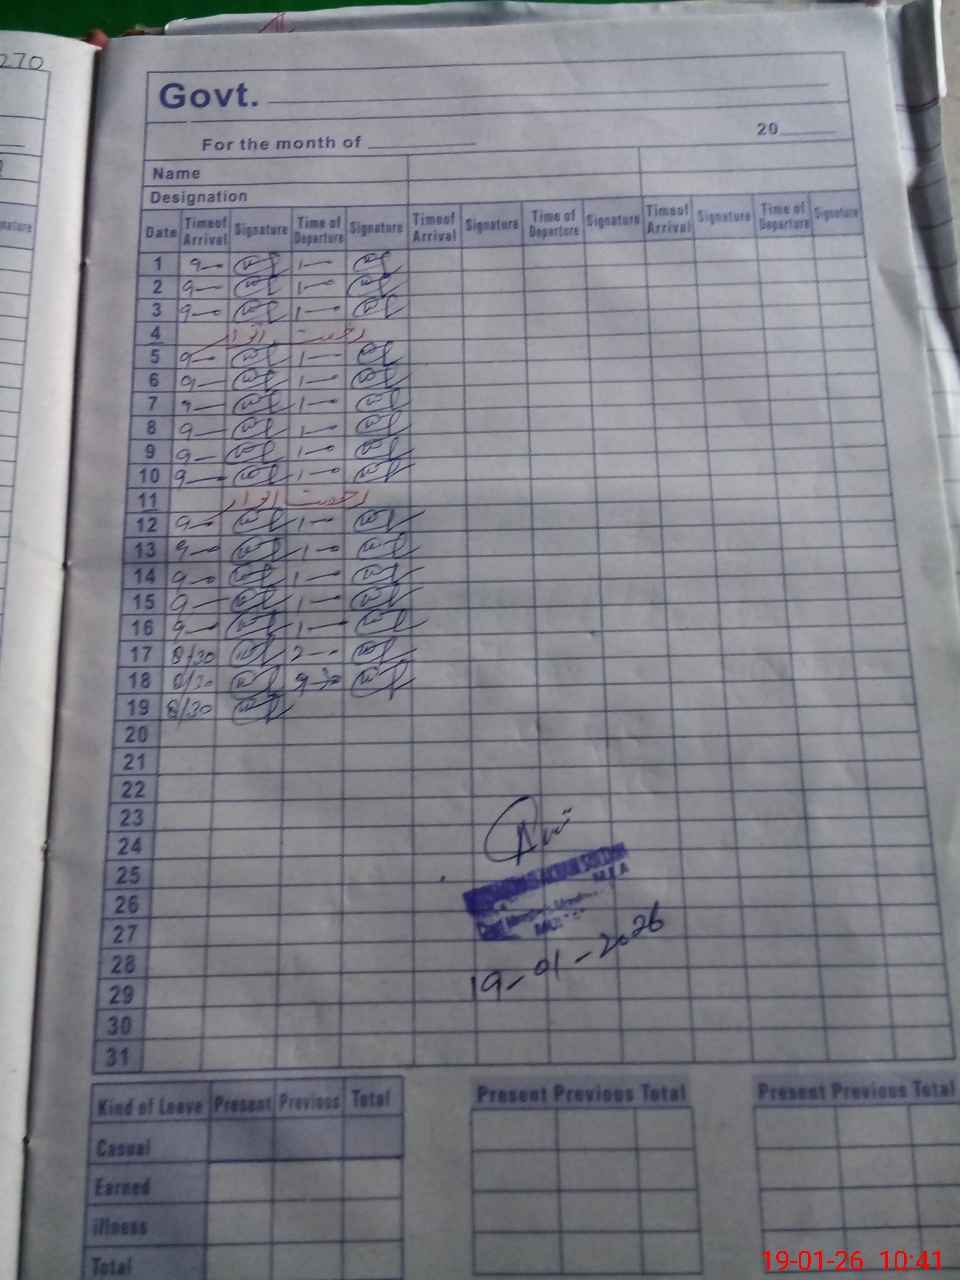 270
Govt.
For the month of
20
Name
Designation
Date Time of Arrival Signature Time of Departure Signature Time of Arrival Signature Time of Departure Signature Time of Arrival Signature Time of Departure Signature
1 9 1
2 9 1
3 9 1
4 رخصت اتوار
5 9 1
6 9 1
7 9 1
8 9 1
9 9 1
10 9 1
11 رخصت اتوار
12 9 1
13 9 1
14 9 1
15 9 1
16 9 1
17 8/30 2
18 8/30
19 8/30
20
21
22
23
24
25
26
27
28
29
30
31
M.E.A
19-01-2026
Kind of Leave Present Previous Total Present Previous Total Present Previous Total
Casual
Earned
illness
Total
19-01-26 10:41